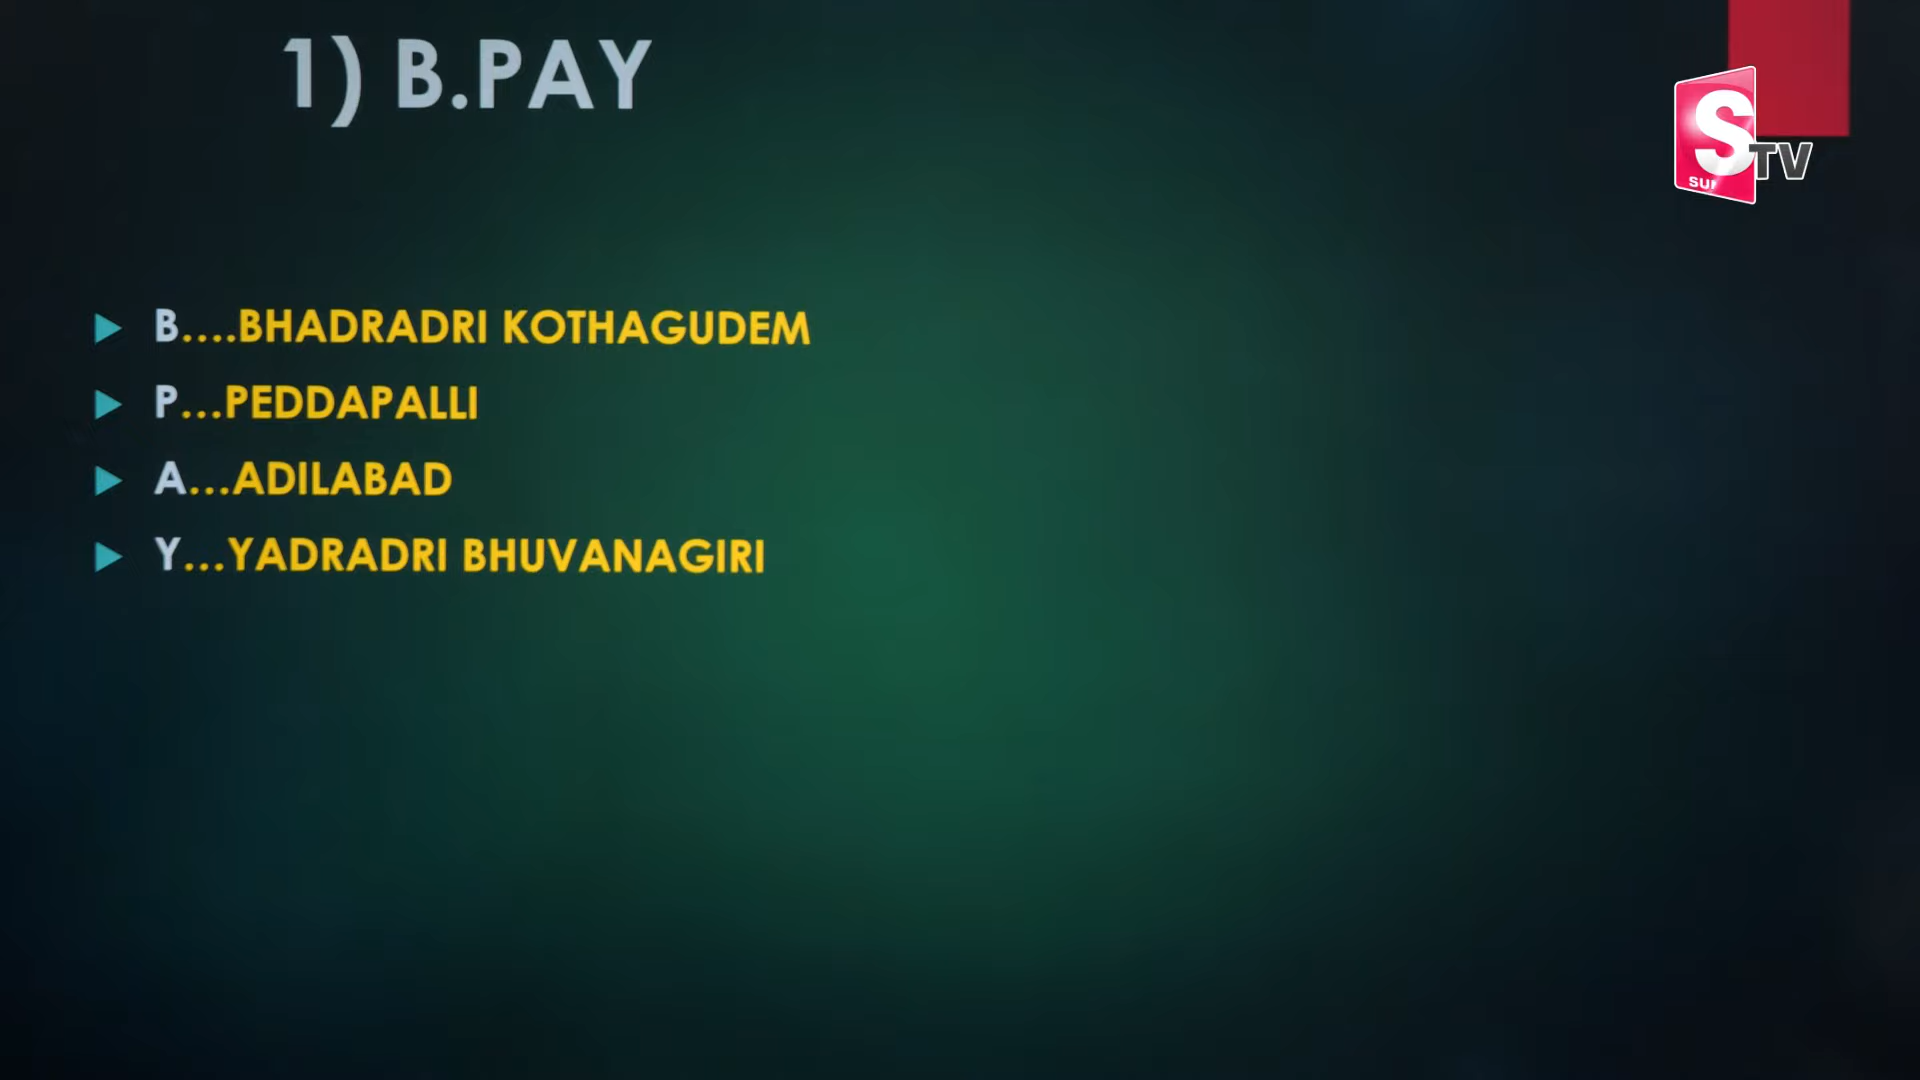 1) B.PAY
S
TV
B....BHADRADRI KOTHAGUDEM
P...PEDDAPALLI
A...ADILABAD
Y...YADRADRI BHUVANAGIRI